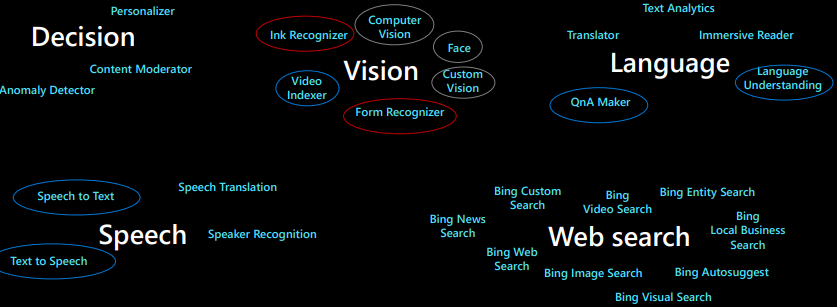 Personalizer
Decision
Content Moderator
Anomaly Detector
Ink Recognizer
Computer
Vision
Face
Vision
Video
Indexer
Custom
Vision
Form Recognizer
Text Analytics
Translator
Immersive Reader
Language
Language
Understanding
QnA Maker
Speech to Text
Speech Translation
Speech
Speaker Recognition
Text to Speech
Bing Custom
Search
Bing
Video Search
Bing Entity Search
Bing News
Search
Web search
Bing
Local Business
Search
Bing Web
Search
Bing Image Search
Bing Autosuggest
Bing Visual Search